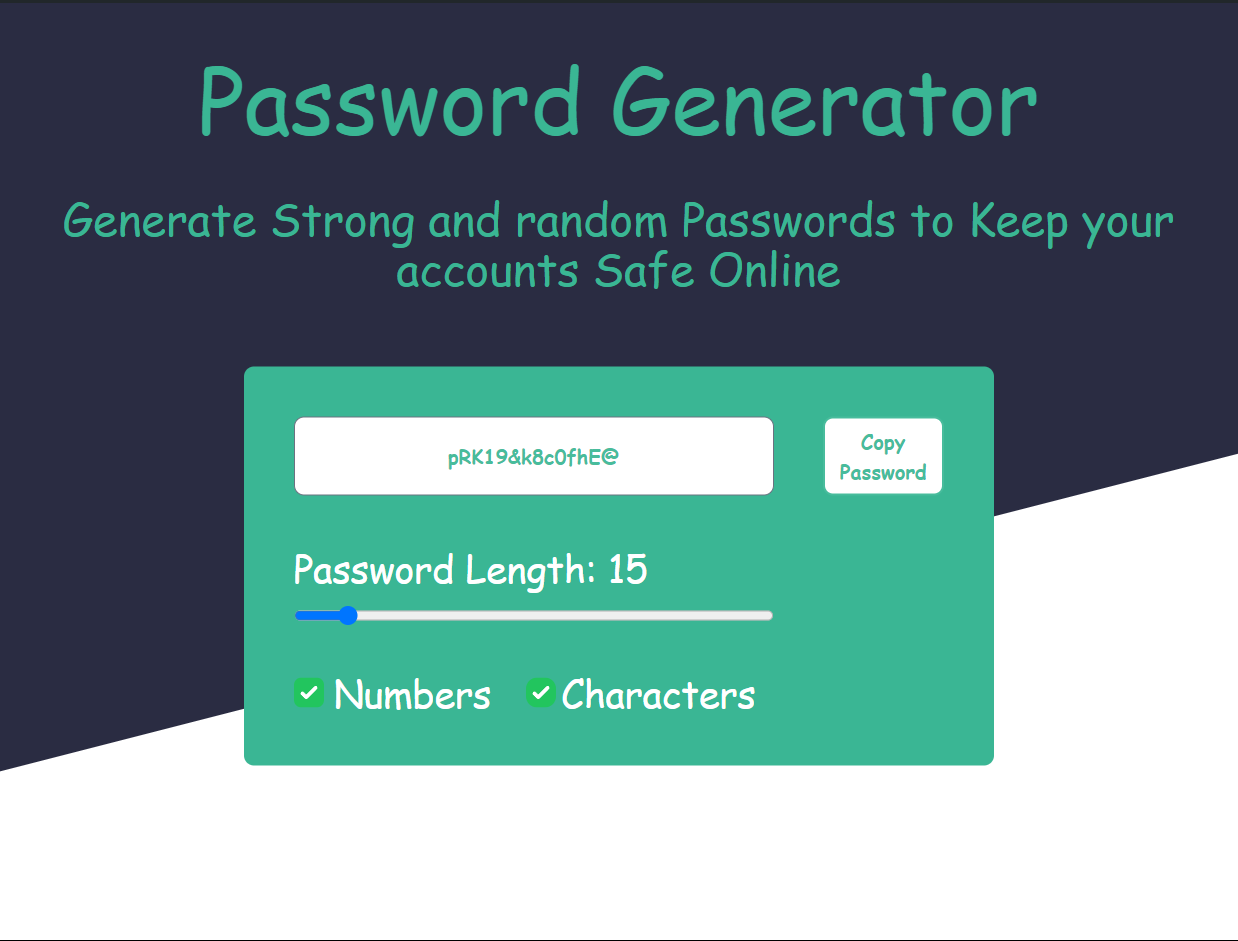 Password Generator
Generate Strong and random Passwords to Keep your
accounts Safe Online
pRK19&k8c0fhE@
Copy
Password
Password Length: 15
Numbers
Characters